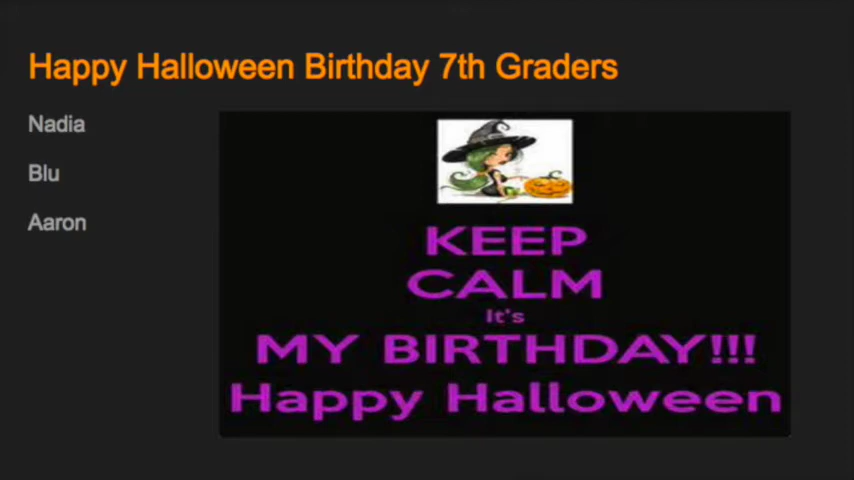 Happy Halloween Birthday 7th Graders
Nadia
Blu
Aaron
KEEP
CALM
It's
MY BIRTHDAY!!!
Happy Halloween